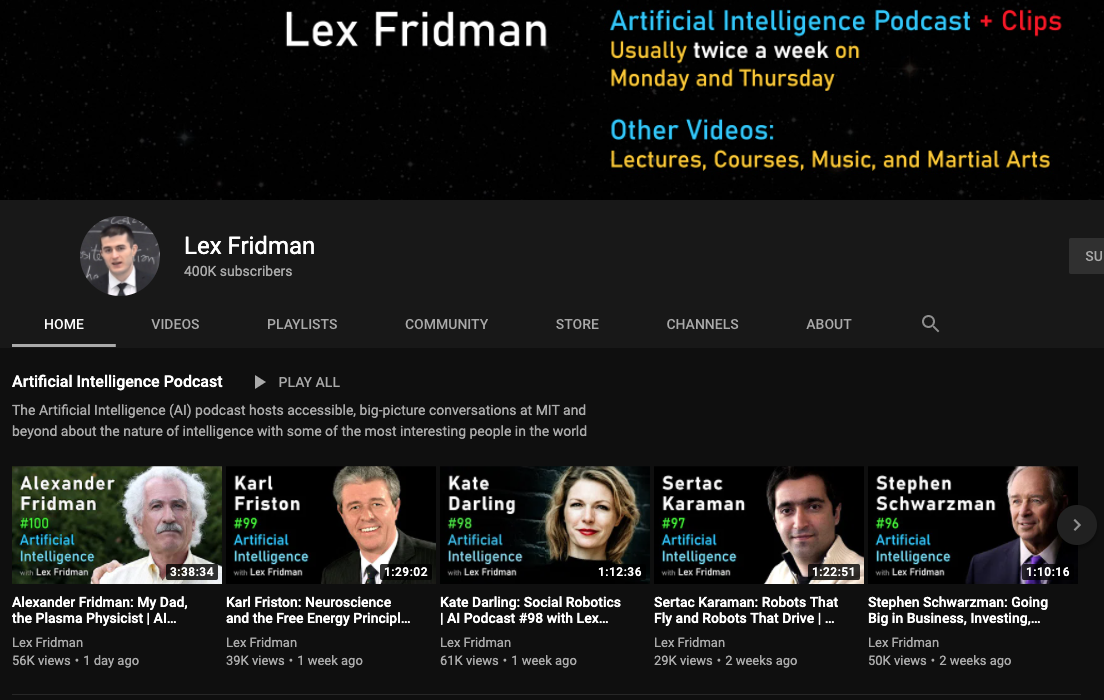 Lex Fridman
Artificial Intelligence Podcast + Clips
Usually twice a week on
Monday and Thursday
Other Videos:
Lectures, Courses, Music, and Martial Arts
Lex Fridman
400K subscribers
SU
HOME VIDEOS PLAYLISTS COMMUNITY STORE CHANNELS ABOUT
Artificial Intelligence Podcast PLAY ALL
The Artificial Intelligence (AI) podcast hosts accessible, big-picture conversations at MIT and
beyond about the nature of intelligence with some of the most interesting people in the world
Alexander
Fridman
#100
Artificial
Intelligence
with Lex Fridman
3:38:34
Alexander Fridman: My Dad,
the Plasma Physicist | AI...
Lex Fridman
56K views • 1 day ago
Karl
Friston
#99
Artificial
Intelligence
with Lex Fridman
1:29:02
Karl Friston: Neuroscience
and the Free Energy Principl...
Lex Fridman
39K views • 1 week ago
Kate
Darling
#98
Artificial
Intelligence
with Lex Fridman
1:12:36
Kate Darling: Social Robotics
| AI Podcast #98 with Lex...
Lex Fridman
61K views • 1 week ago
Sertac
Karaman
#97
Artificial
Intelligence
with Lex Fridman
1:22:51
Sertac Karaman: Robots That
Fly and Robots That Drive | ...
Lex Fridman
29K views • 2 weeks ago
Stephen
Schwarzman
#96
Artificial
Intelligence
with Lex Fridman
1:10:16
Stephen Schwarzman: Going
Big in Business, Investing,...
Lex Fridman
50K views • 2 weeks ago